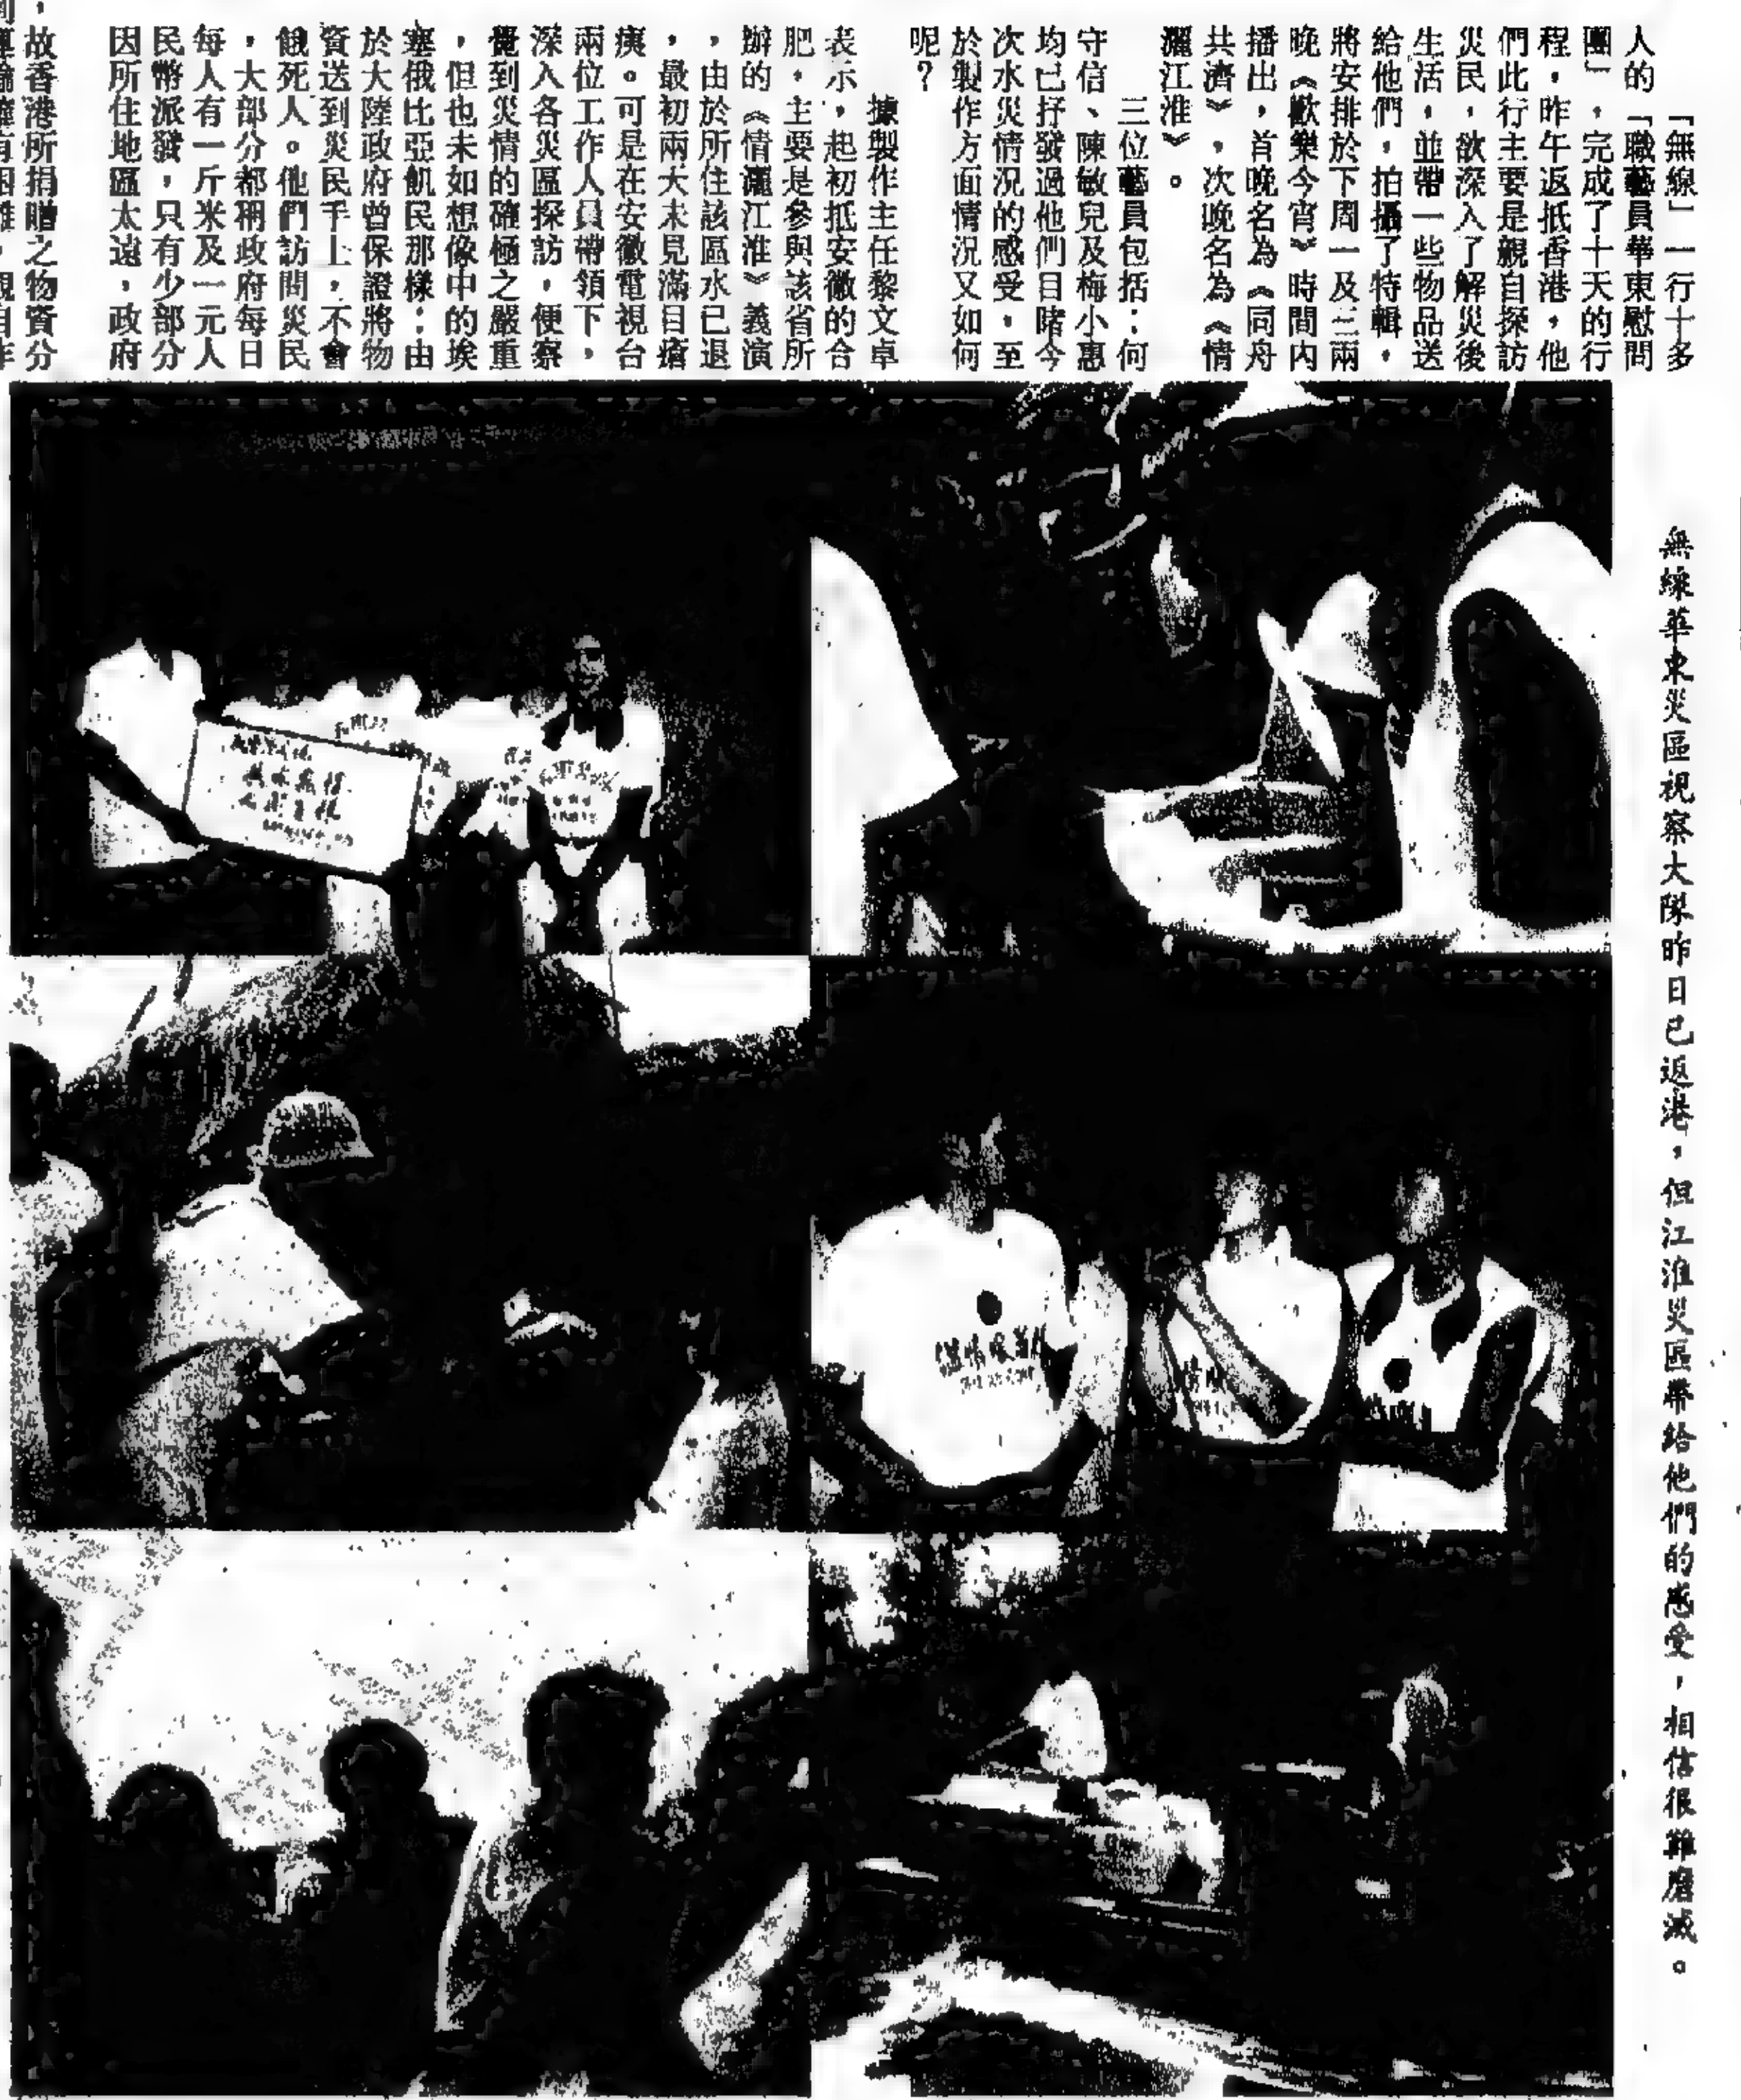 「無線」一行十多
人的「職藝員華東慰問
團」，完成了十天的行
程，昨午返抵香港，他
們此行主要是親自探訪
災民，欲深入了解災後
生活，並帶一些物品送
給他們，拍攝了特輯，
將安排於下周一及三兩
晚《歡樂今宵》時間內
播出，首晚名為《同舟
共濟》，次晚名為《情
灑江淮》。
三位藝員包括：何
守信、陳敏兒及梅小惠
均已抒發過他們目睹今
次水災情況的感受，至
於製作方面情況又如何
呢？
據製作主任黎文卓
表示，起初抵安徽的合
肥，主要是參與該省所
辦的《情灑江淮》義演
，由於所住該區水已退
，最初兩大未見滿目瘡
痍。可是在安徽電視台
兩位工作人員帶領下，
深入各災區探訪，便察
覺到災情的確極之嚴重
，但也未如想像中的埃
塞俄比亞飢民那樣；由
於大陸政府曾保證將物
資送到災民手上，不會
餓死人。他們訪問災民
，大部分都稱政府每日
每人有一斤米及一元人
民幣派發，只有少部分
因所住地區太遠，政府
，故香港所捐贈之物資分
無線華東災區視察大隊昨日已返港，但江淮災區帶給他們的感受，相信很難磨滅。